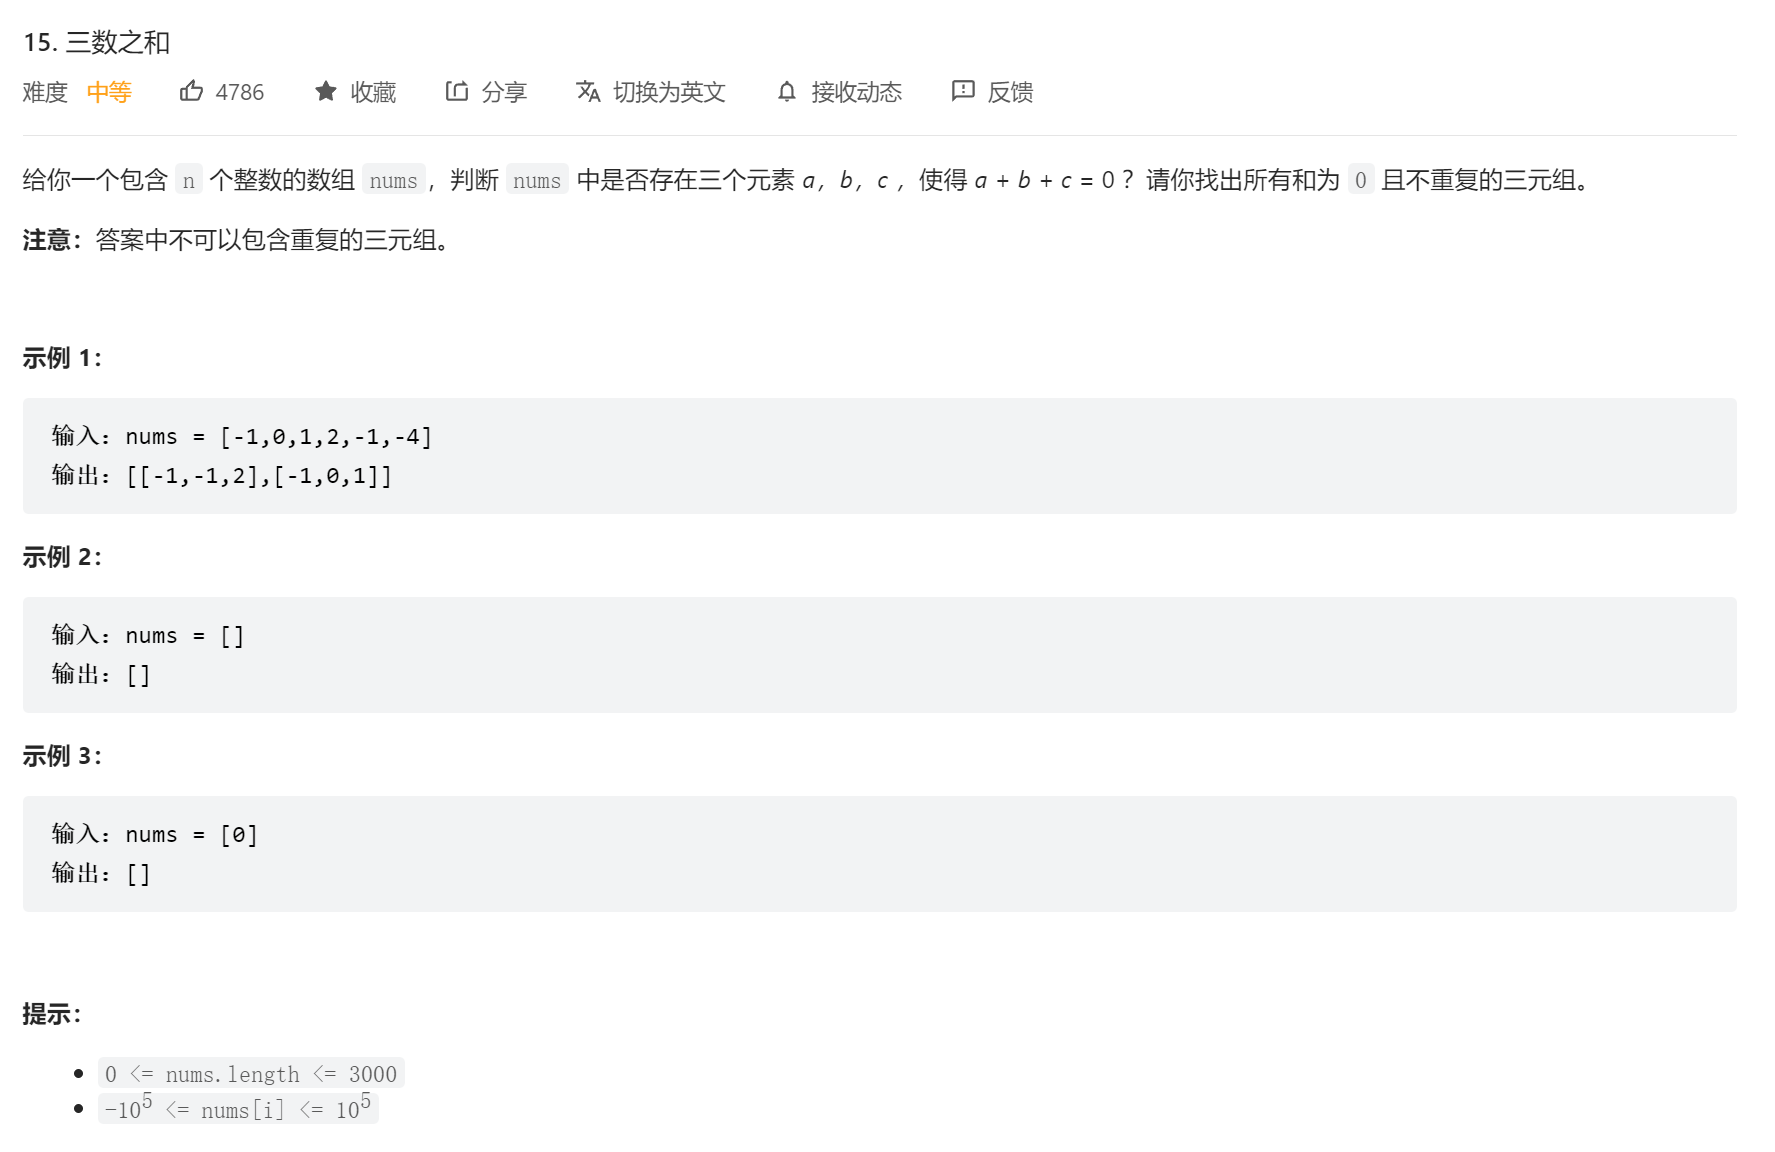 15. 三数之和
难度 中等 4786 收藏 分享 切换为英文 接收动态 反馈
给你一个包含 n 个整数的数组 nums，判断 nums 中是否存在三个元素 a，b，c ，使得 a + b + c = 0 ？请你找出所有和为 0 且不重复的三元组。
注意：答案中不可以包含重复的三元组。
示例 1：
输入：nums = [-1,0,1,2,-1,-4]
输出：[[-1,-1,2],[-1,0,1]]
示例 2：
输入：nums = []
输出：[]
示例 3：
输入：nums = [0]
输出：[]
提示：
0 <= nums.length <= 3000
-10⁵ <= nums[i] <= 10⁵